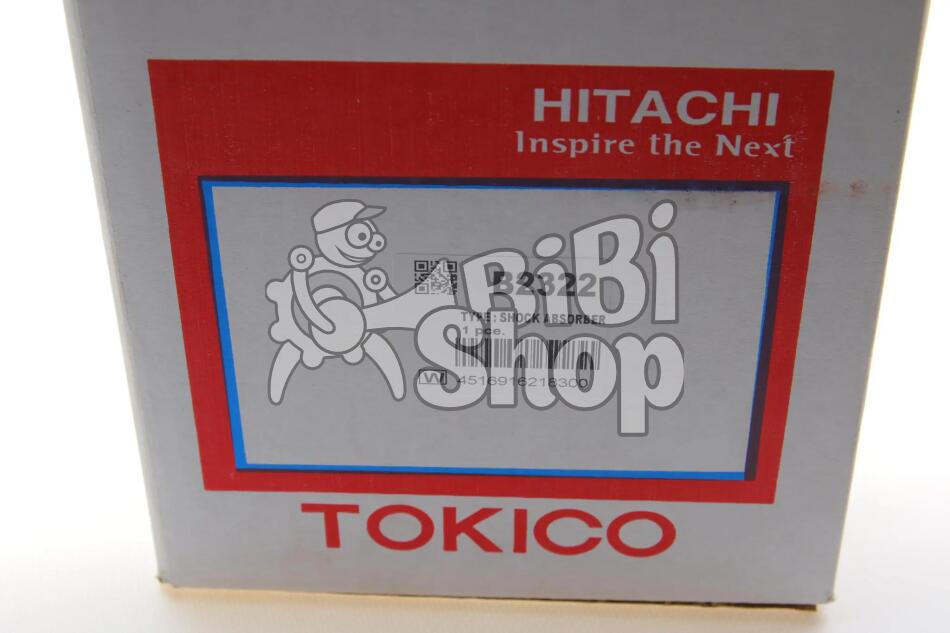 HITACHI
Inspire the Next
BiBi
B2322
TYPE: SHOCK ABSORBER
1 pce.
Shop
W
4516916218300
TOKICO